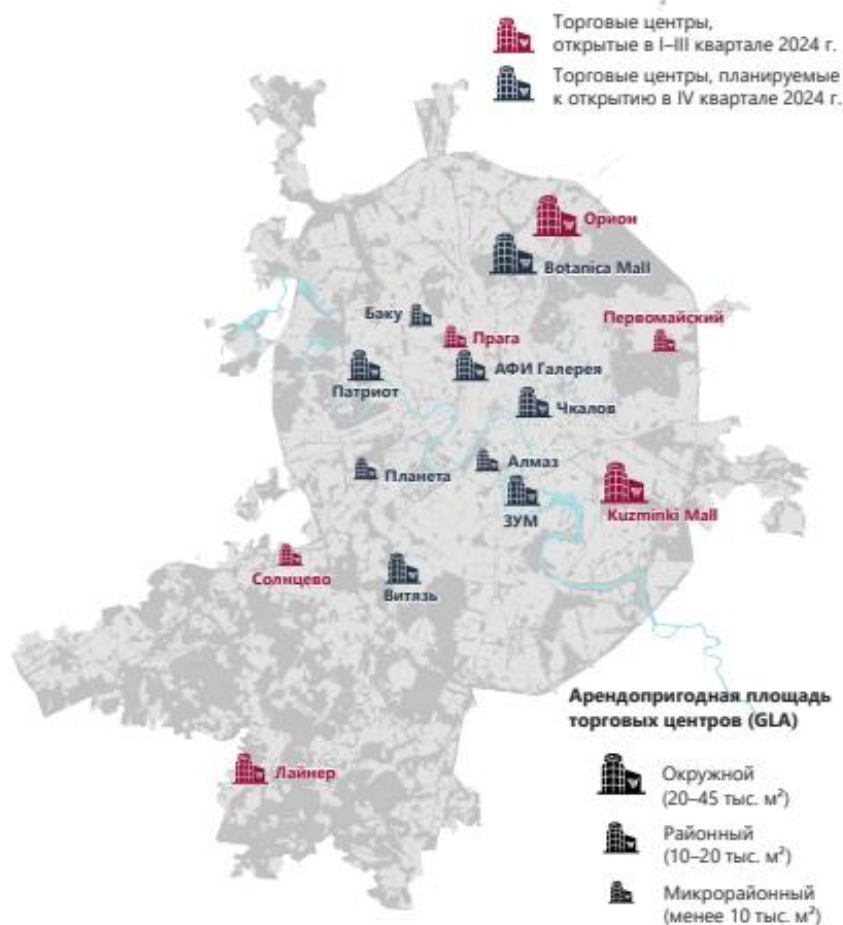 Торговые центры,
открытые в I–III квартале 2024 г.
Торговые центры, планируемые
к открытию в IV квартале 2024 г.
Орион
Botanica Mall
Баку
Прага
Первомайский
АФИ Галерея
Патриот
Чкалов
Алмаз
Планета
ЗУМ
Kuzminki Mall
Солнцево
Витязь
Лайнер
Арендопригодная площадь
торговых центров (GLA)
Окружной
(20–45 тыс. м²)
Районный
(10–20 тыс. м²)
Микрорайонный
(менее 10 тыс. м²)